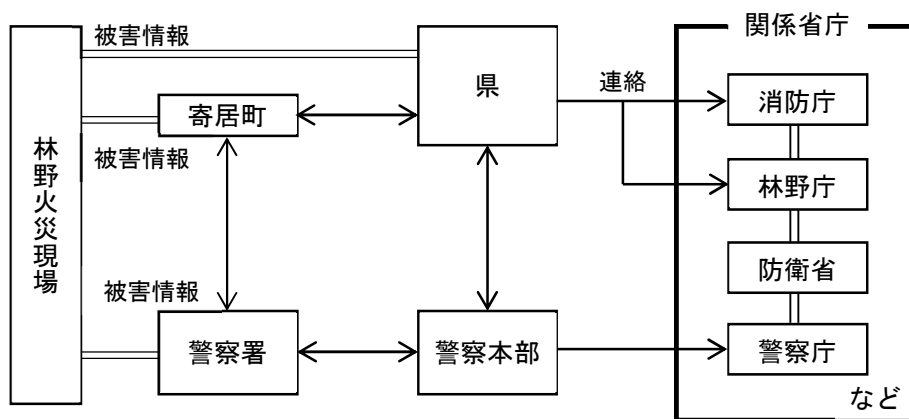 被害情報
関係省庁
県
連絡
消防庁
寄居町
被害情報
林野火災現場
林野庁
防衛省
被害情報
警察署
警察本部
警察庁
など